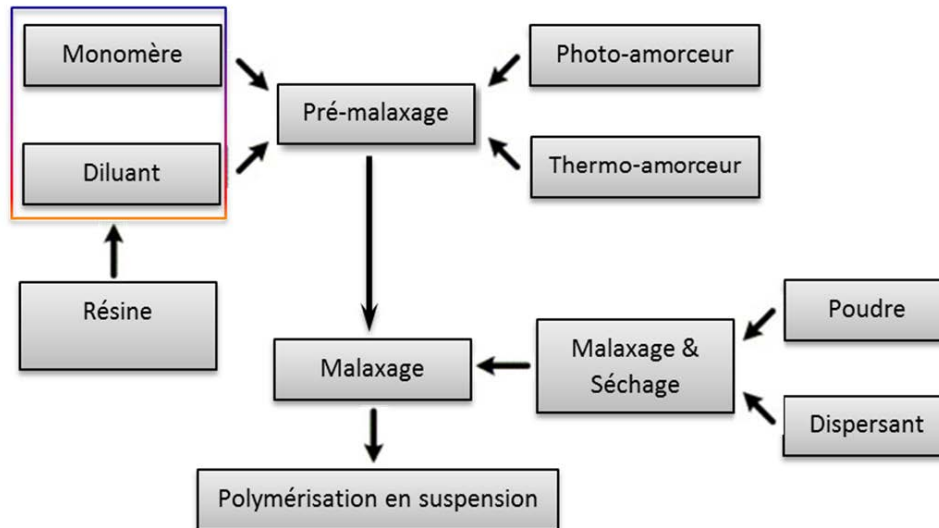 Monomère
Photo-amorceur
Pré-malaxage
Diluant
Thermo-amorceur
Résine
Poudre
Malaxage
Malaxage &
Séchage
Dispersant
Polymérisation en suspension